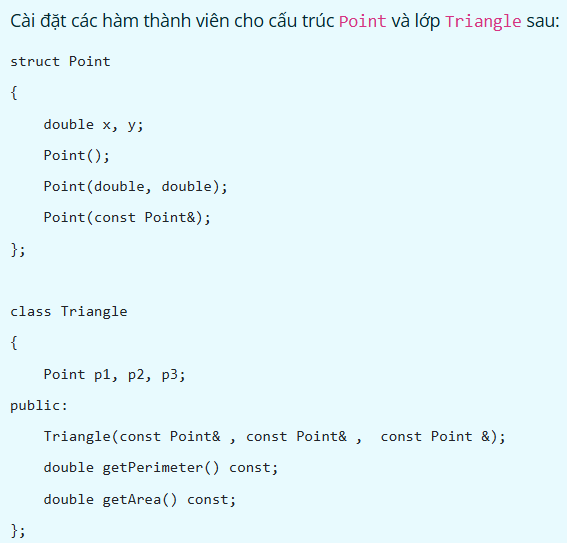 Cài đặt các hàm thành viên cho cấu trúc Point và lớp Triangle sau:
struct Point
{
    double x, y;
    Point();
    Point(double, double);
    Point(const Point&);
};
class Triangle
{
    Point p1, p2, p3;
public:
    Triangle(const Point& , const Point& ,  const Point &);
    double getPerimeter() const;
    double getArea() const;
};